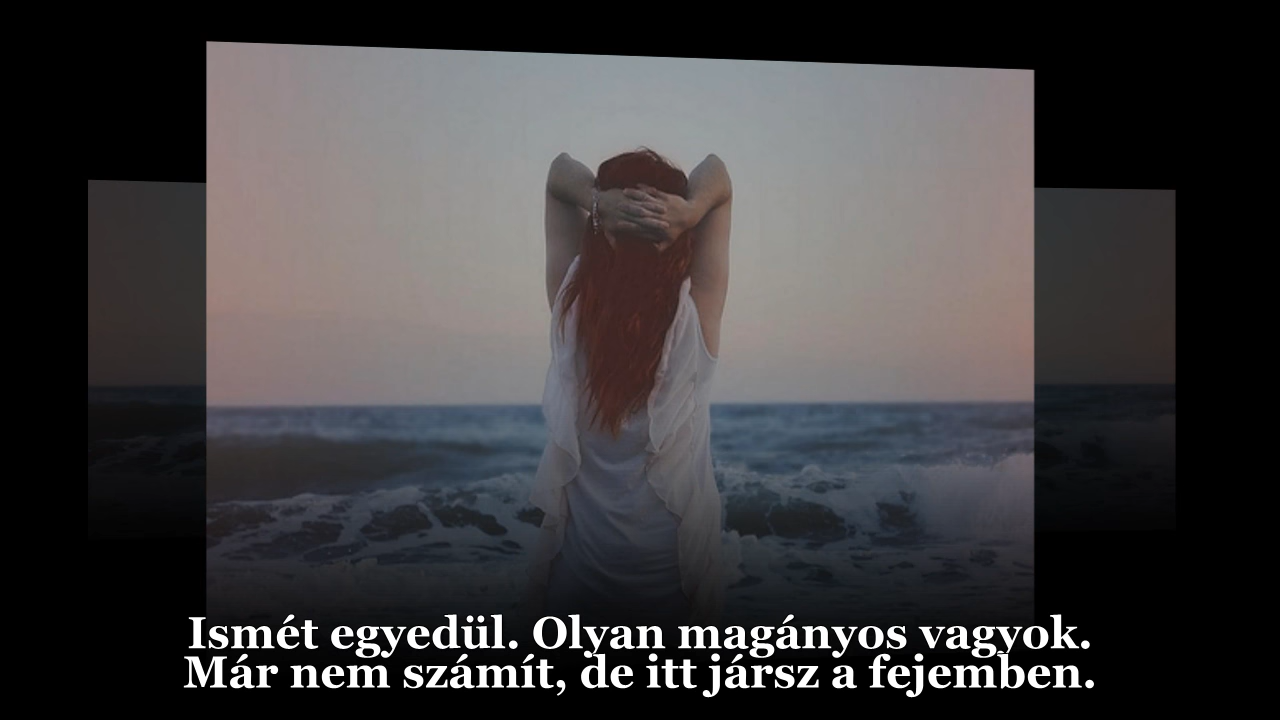 Ismét egyedül. Olyan magányos vagyok.
Már nem számít, de itt jársz a fejemben.